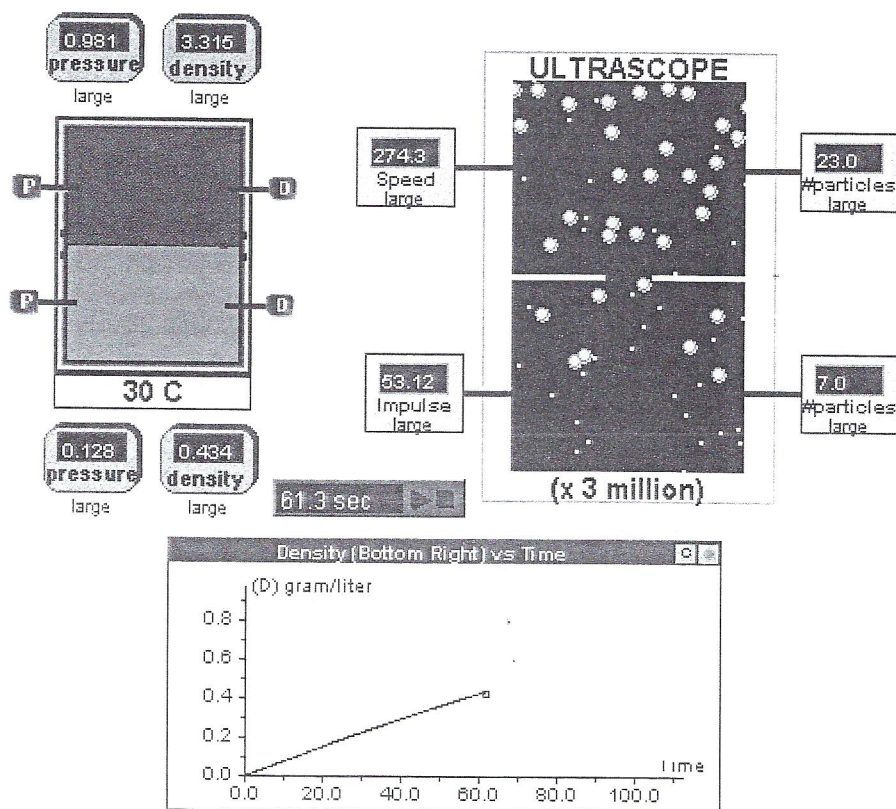 0.981
pressure
large
3.315
density
large
P
D
P
D
30 C
0.128
pressure
large
0.434
density
large
61.3 sec
ULTRASCOPE
274.3
Speed
large
23.0
#particles
large
53.12
Impulse
large
7.0
#particles
large
(x 3 million)
Density (Bottom Right) vs Time
C
(D) gram/liter
0.8
0.6
0.4
0.2
0.0
0.0
20.0
40.0
60.0
80.0
100.0
Time